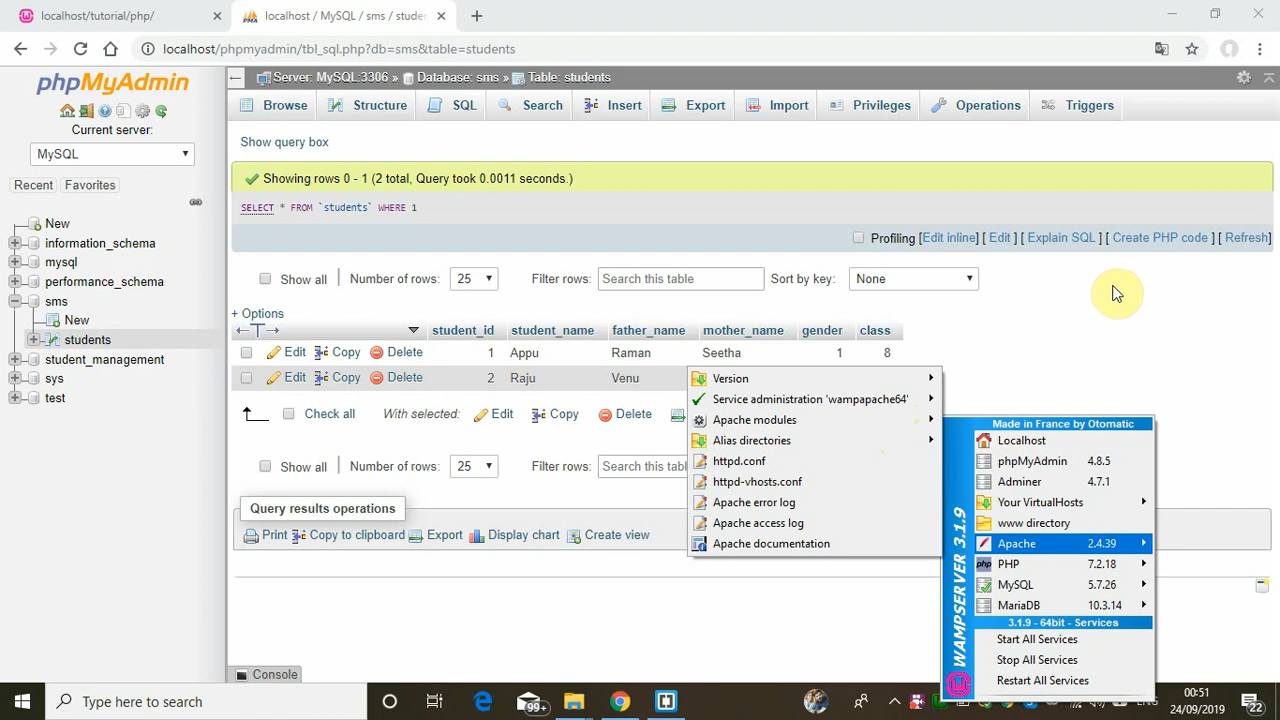 localhost/tutorial/php/
localhost / MySQL / sms / studen
localhost/phpmyadmin/tbl_sql.php?db=sms&table=students
phpMyAdmin
Current server:
MySQL
Recent
Favorites
New
information_schema
mysql
performance_schema
sms
New
students
student_management
sys
test
Server: MySQL:3306 » Database: sms » Table: students
Browse
Structure
SQL
Search
Insert
Export
Import
Privileges
Operations
Triggers
Show query box
Showing rows 0 - 1 (2 total, Query took 0.0011 seconds.)
SELECT * FROM `students` WHERE 1
Profiling [Edit inline] [ Edit ] [ Explain SQL ] [ Create PHP code ] [ Refresh]
Show all | Number of rows: 25 Filter rows: Search this table Sort by key: None
+ Options
student_id student_name father_name mother_name gender class
Edit Copy Delete 1 Appu Raman Seetha 1 8
Edit Copy Delete 2 Raju Venu
Check all With selected: Edit Copy Delete
Show all | Number of rows: 25 Filter rows: Search
Query results operations
Print Copy to clipboard Export Display chart Create view
Console
Version
Service administration 'wampapache64'
Apache modules
Alias directories
httpd.conf
httpd-vhosts.conf
Apache error log
Apache access log
Apache documentation
WAMPSERVER 3.1.9
Made in France by Otomatic
Localhost
phpMyAdmin 4.8.5
Adminer 4.7.1
Your VirtualHosts
www directory
Apache 2.4.39
php PHP 7.2.18
MySQL 5.7.26
MariaDB 10.3.14
3.1.9 - 64bit - Services
Start All Services
Stop All Services
Restart All Services
Type here to search
99+
ENG
00:51
24/09/2019
22